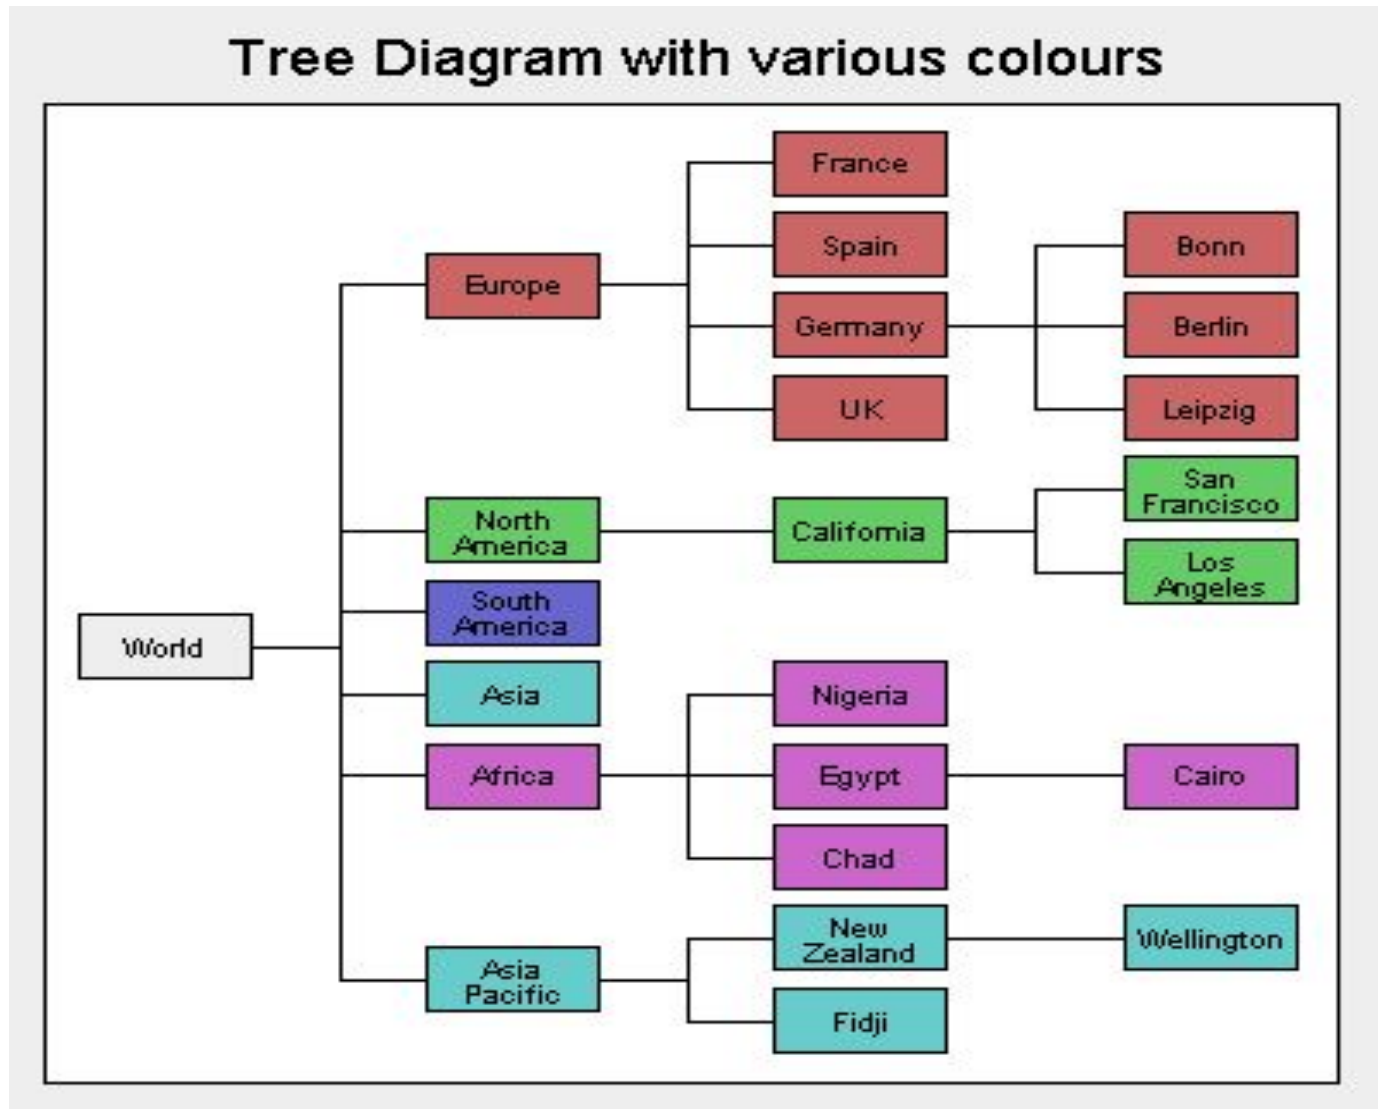 Tree Diagram with various colours
World
Europe
France
Spain
Germany
Bonn
Berlin
Leipzig
UK
North
America
California
San
Francisco
Los
Angeles
South
America
Asia
Africa
Nigeria
Egypt
Cairo
Chad
Asia
Pacific
New
Zealand
Wellington
Fidji